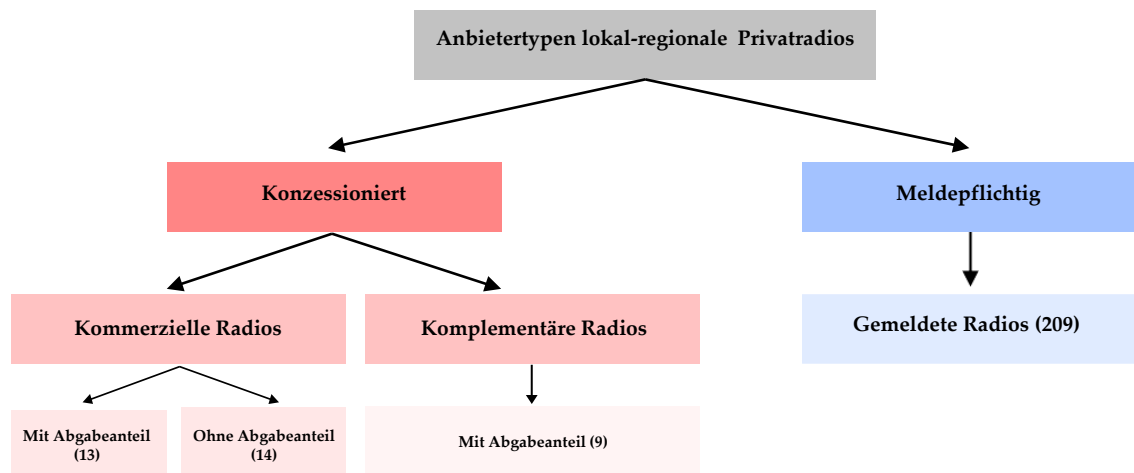 Anbietertypen lokal-regionale Privatradios
Konzessioniert
Meldepflichtig
Kommerzielle Radios
Komplementäre Radios
Gemeldete Radios (209)
Mit Abgabeanteil
(13)
Ohne Abgabeanteil
(14)
Mit Abgabeanteil (9)